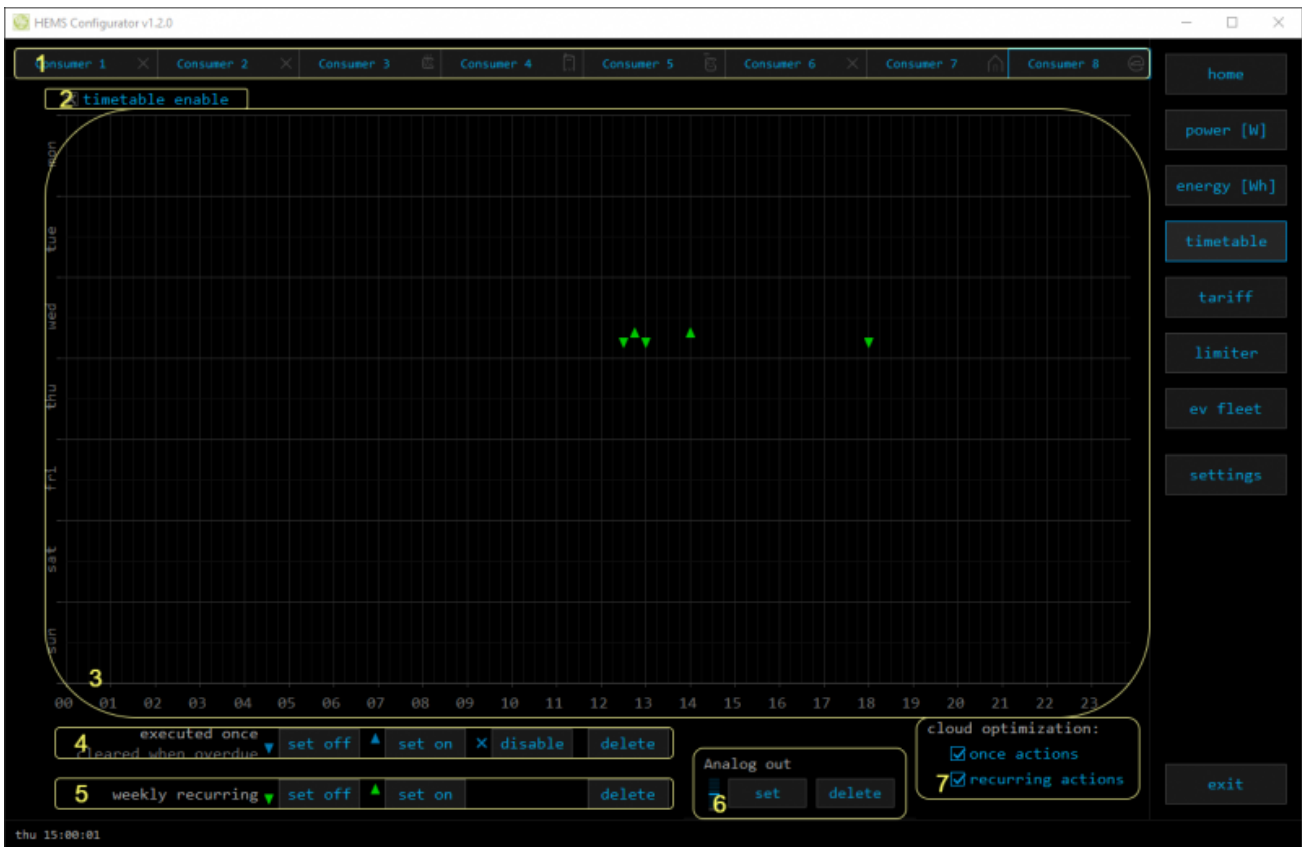 HEMS Configurator v1.2.0
1 Consumer 1 Consumer 2 Consumer 3 Consumer 4 Consumer 5 Consumer 6 Consumer 7 Consumer 8
home
2 timetable enable
power [W]
energy [Wh]
timetable
tariff
limiter
ev fleet
settings
mon
tue
wed
thu
fri
sat
sun
3
00 01 02 03 04 05 06 07 08 09 10 11 12 13 14 15 16 17 18 19 20 21 22 23
4 executed once
cleared when overdue set off set on disable delete
5 weekly recurring set off set on delete
Analog out
6 set delete
cloud optimization:
once actions
7 recurring actions
exit
thu 15:00:01